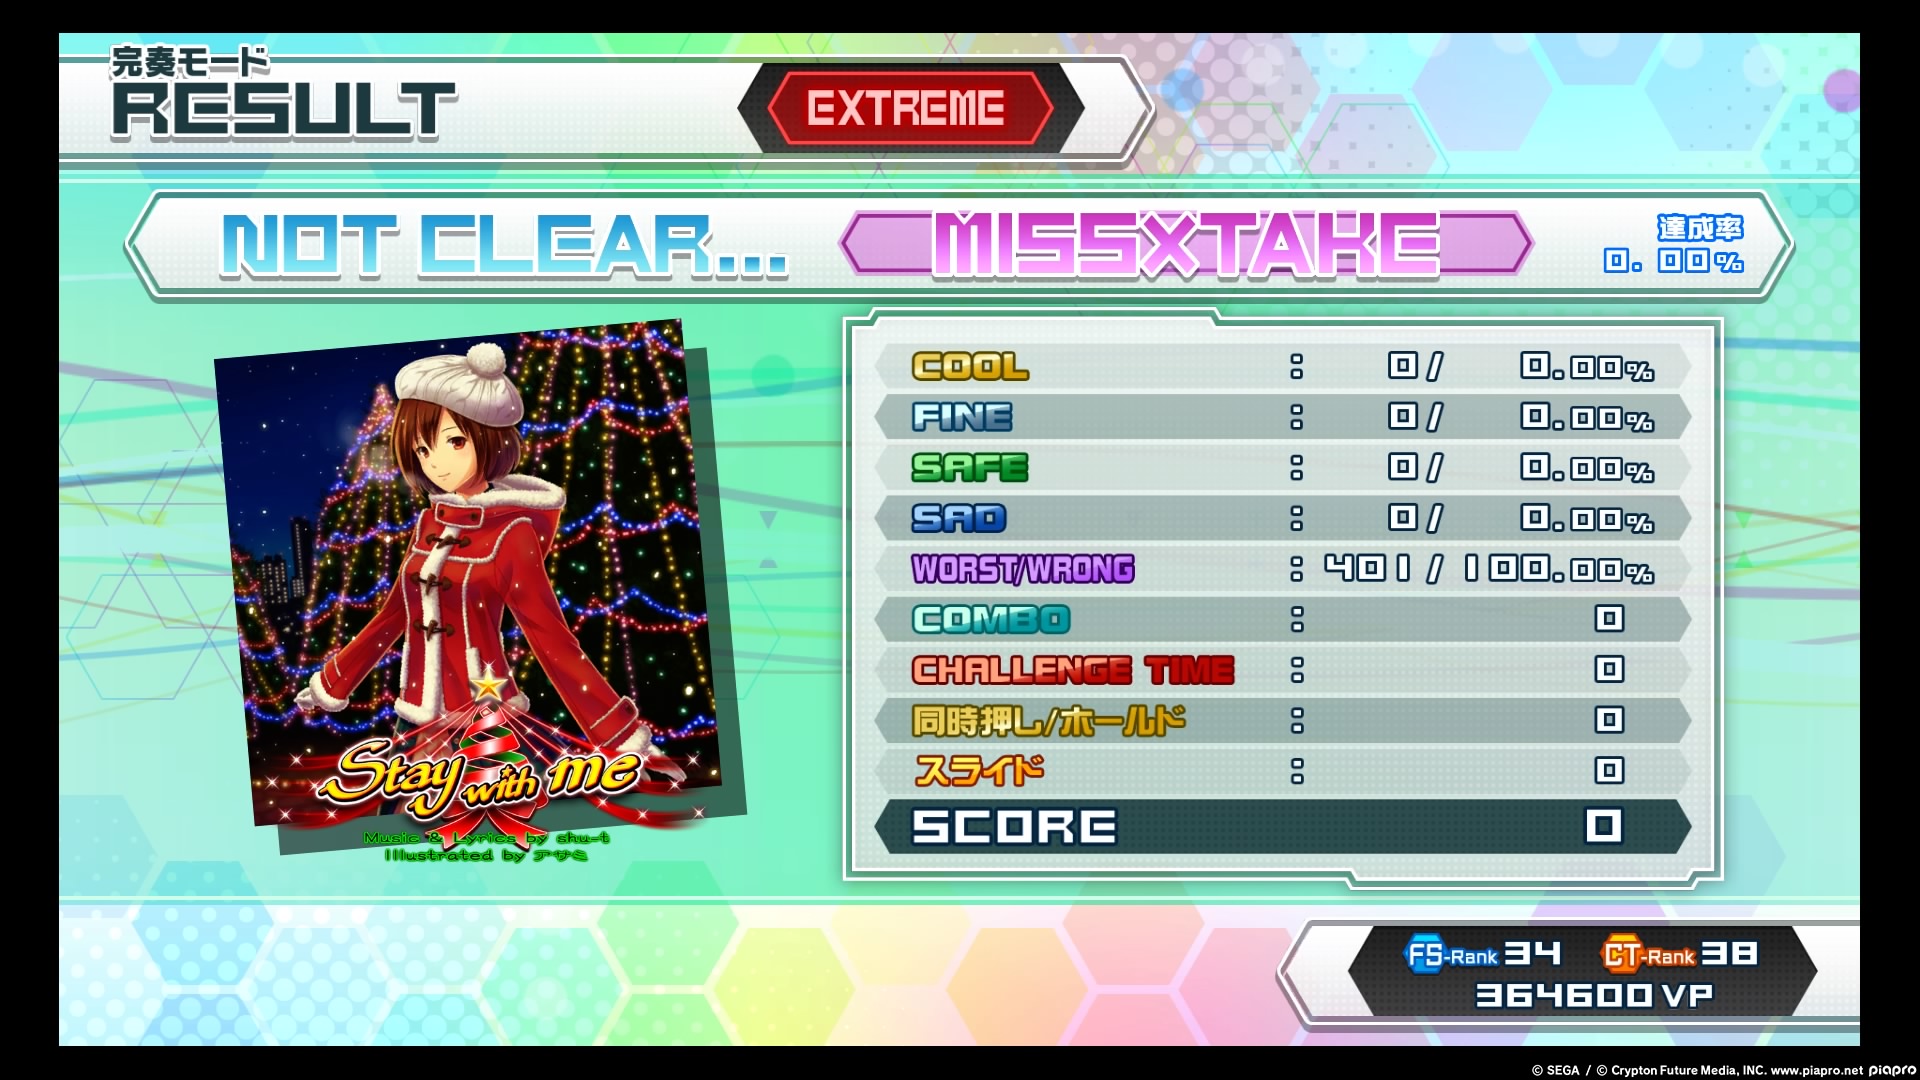 完奏モード
RESULT
EXTREME
NOT CLEAR...
MISS×TAKE
達成率
0.00%
COOL : 0/ 0.00%
FINE : 0/ 0.00%
SAFE : 0/ 0.00%
SAD : 0/ 0.00%
WORST/WRONG : 401/100.00%
COMBO : 0
CHALLENGE TIME : 0
同時押し/ホールド : 0
スライド : 0
SCORE 0
Stay with me
Music & Lyrics by shu-t
Illustrated by アサミ
FS-Rank 34 CT-Rank 38
364600 VP
© SEGA / © Crypton Future Media, INC. www.piapro.net piapro